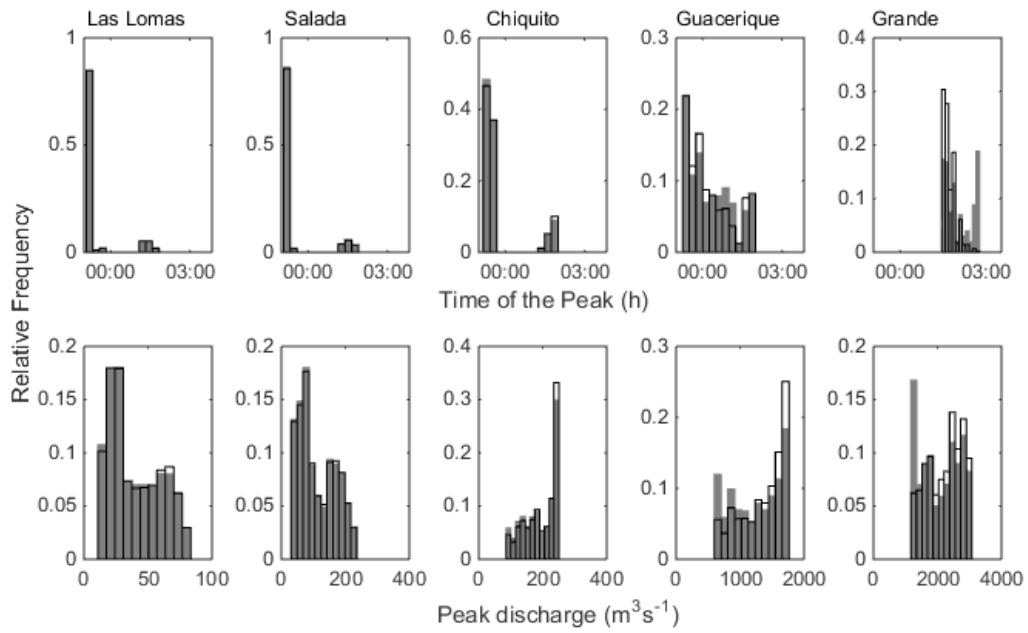 Las Lomas Salada Chiquito Guacerique Grande
1 1 0.6 0.3 0.4
0.3
0.4 0.2
0.5 0.5 0.2
0.2 0.1
0.1
0 0 0 0 0
00:00 03:00 00:00 03:00 00:00 03:00 00:00 03:00 00:00 03:00
Time of the Peak (h)
Relative Frequency
0.2 0.2 0.4 0.3 0.2
0.15 0.15 0.3 0.15
0.2
0.1 0.1 0.2 0.1
0.1
0.05 0.05 0.1 0.05
0 0 0 0 0
0 50 100 0 200 400 0 200 400 0 1000 2000 0 2000 4000
Peak discharge (m³s⁻¹)